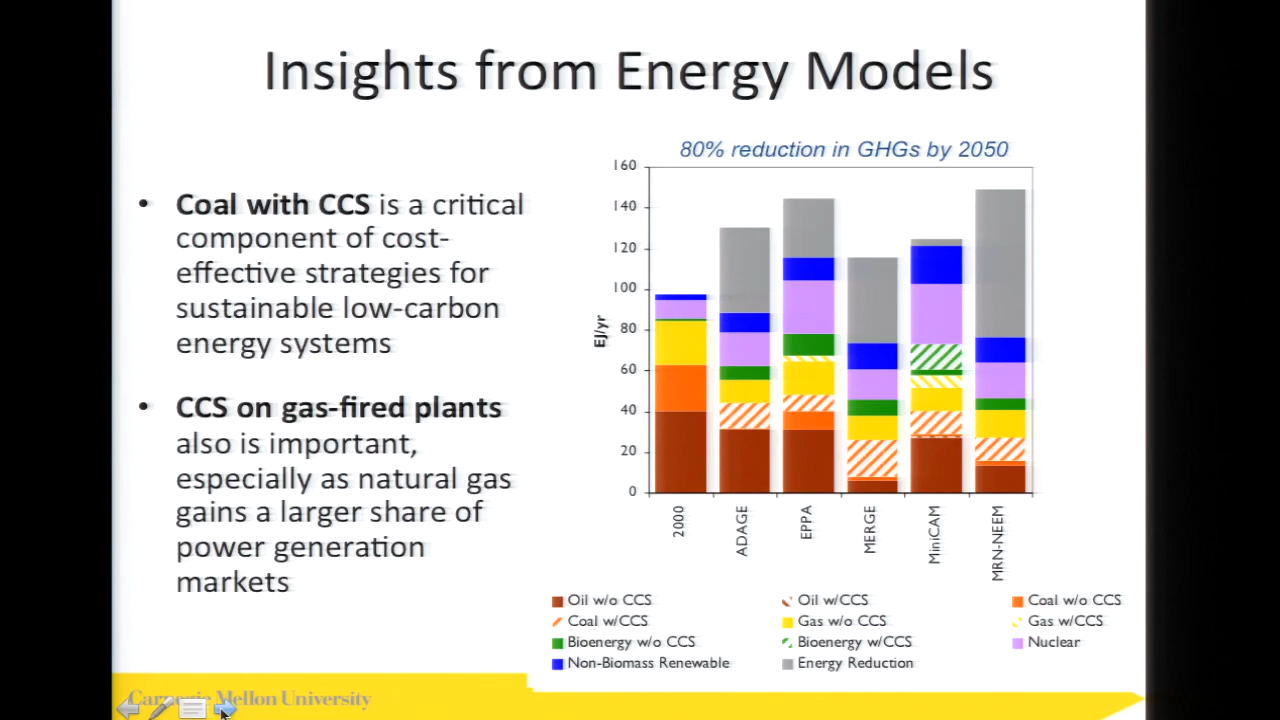 Insights from Energy Models
• Coal with CCS is a critical
component of cost-
effective strategies for
sustainable low-carbon
energy systems
• CCS on gas-fired plants
also is important,
especially as natural gas
gains a larger share of
power generation
markets
80% reduction in GHGs by 2050
160
140
120
100
80
60
40
20
0
EJ/yr
2000
ADAGE
EPPA
MERGE
MiniCAM
MRN-NEEM
Oil w/o CCS
Oil w/CCS
Coal w/o CCS
Coal w/CCS
Gas w/o CCS
Gas w/CCS
Bioenergy w/o CCS
Bioenergy w/CCS
Nuclear
Non-Biomass Renewable
Energy Reduction
Carnegie Mellon University